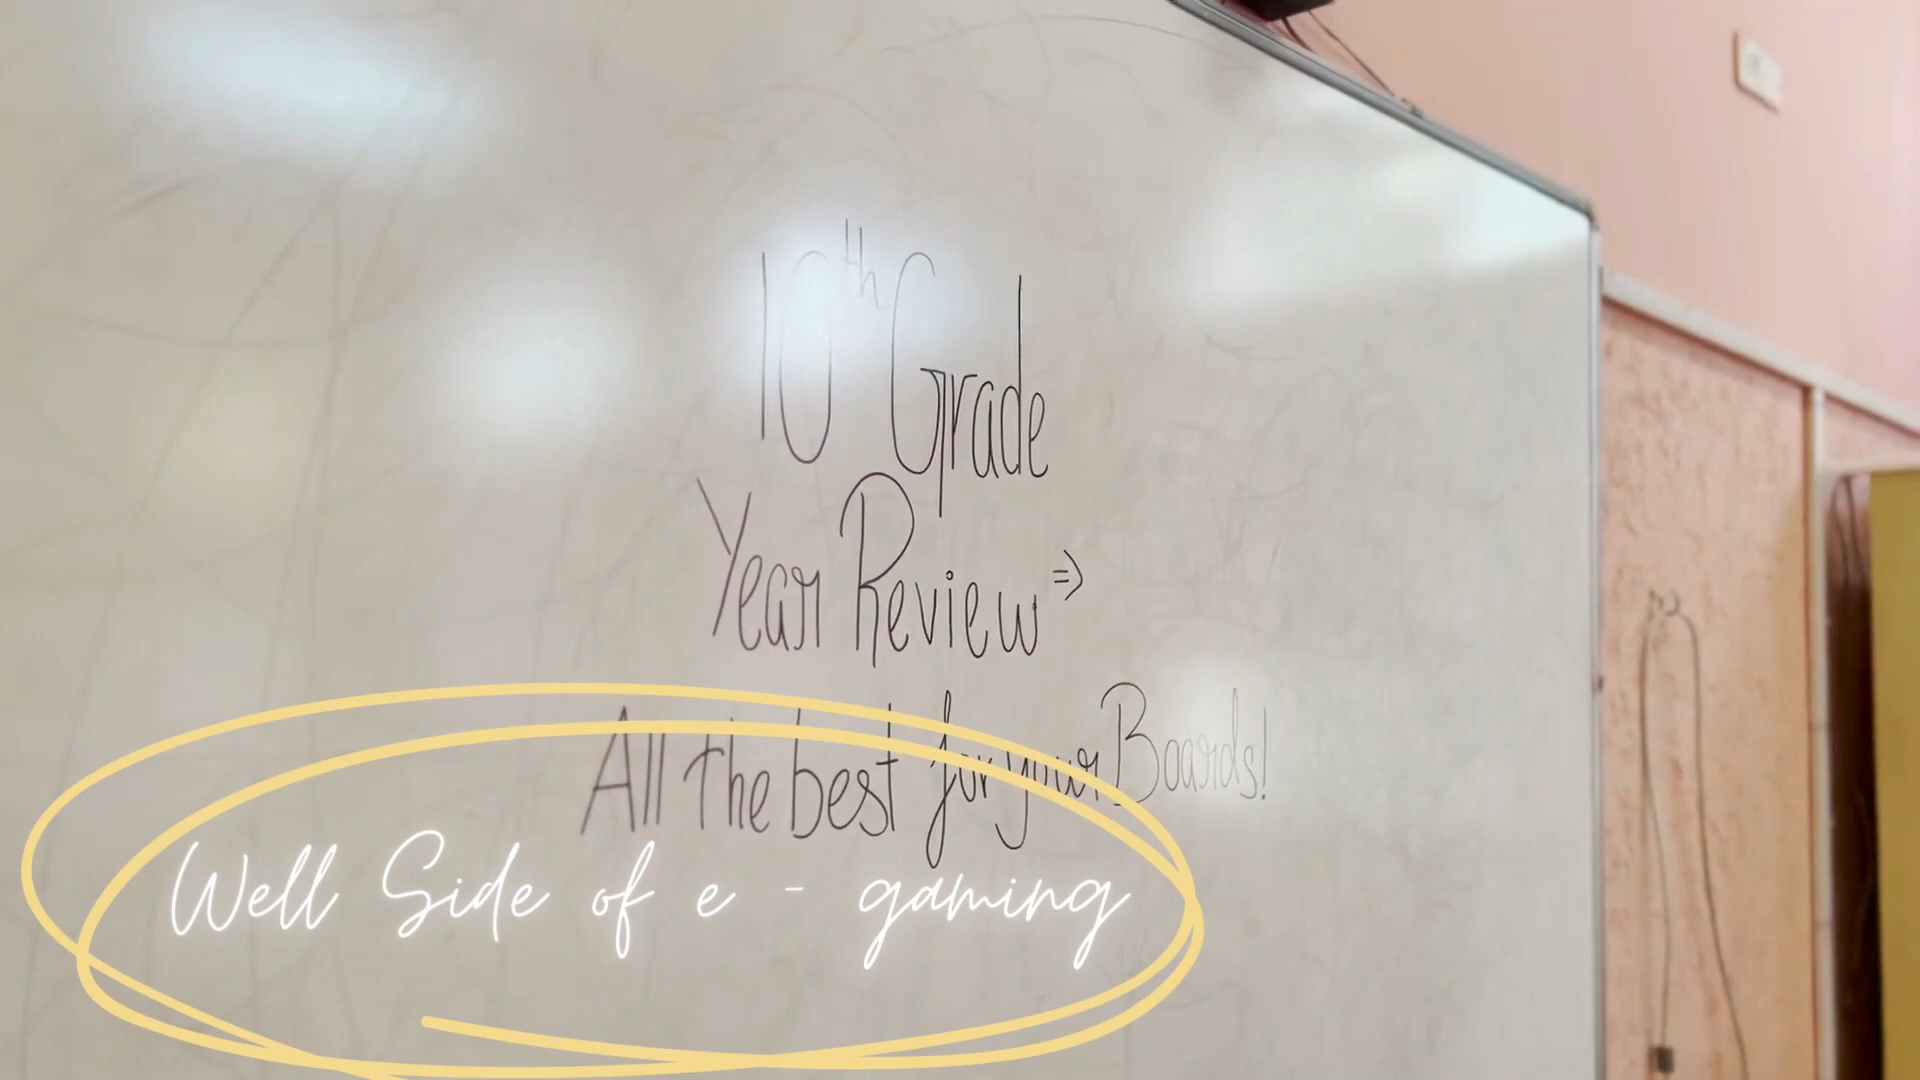 10th Grade
Year Review ⇒
All the best for your Boards!
Well Side of e - gaming